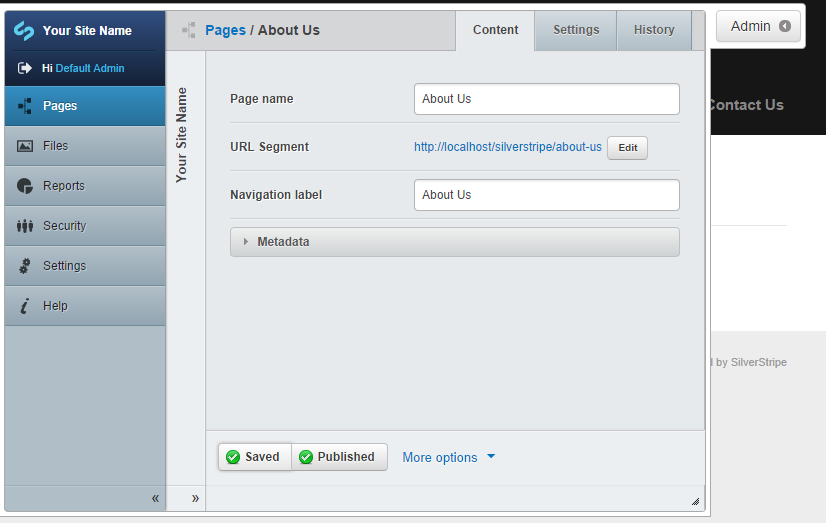 Your Site Name
Hi Default Admin
Pages
Files
Reports
Security
Settings
Help
«
Your Site Name
»
Pages / About Us
Content
Settings
History
Page name
About Us
URL Segment
http://localhost/silverstripe/about-us
Edit
Navigation label
About Us
Metadata
Saved
Published
More options
Admin
ontact Us
by SilverStripe